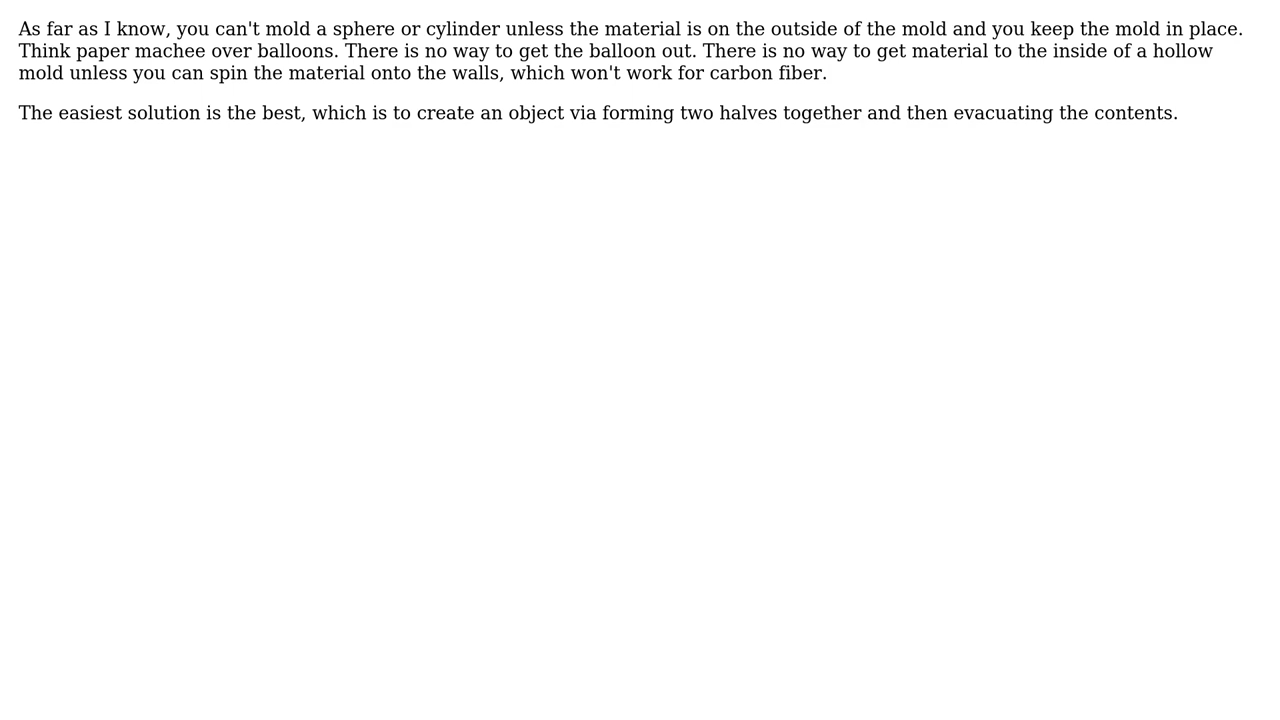 As far as I know, you can't mold a sphere or cylinder unless the material is on the outside of the mold and you keep the mold in place.
Think paper machee over balloons. There is no way to get the balloon out. There is no way to get material to the inside of a hollow
mold unless you can spin the material onto the walls, which won't work for carbon fiber.
The easiest solution is the best, which is to create an object via forming two halves together and then evacuating the contents.